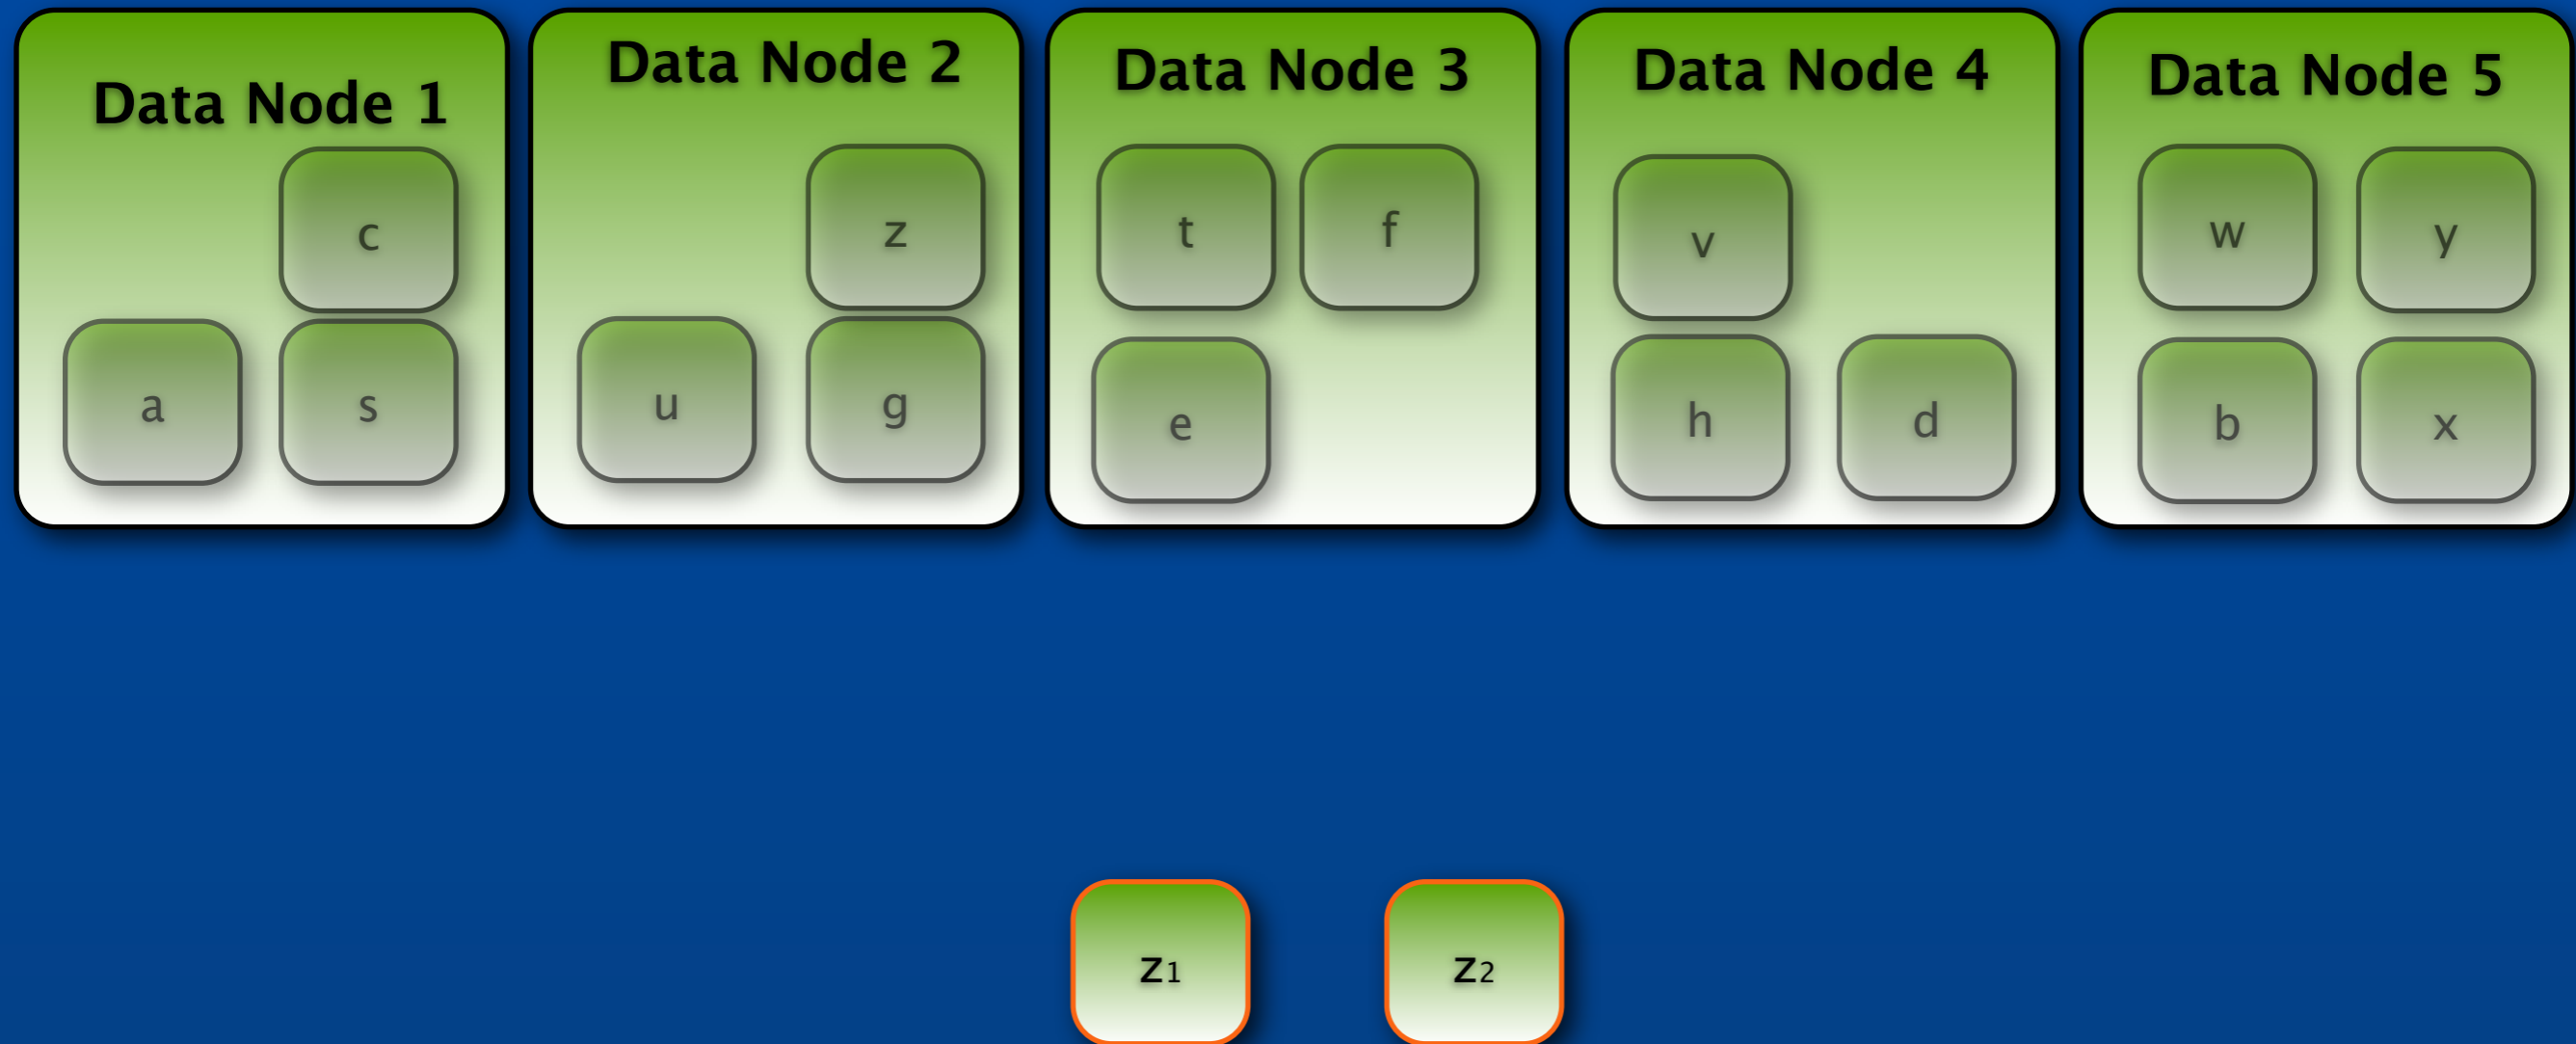 Data Node 1
c
a
s
Data Node 2
z
u
g
Data Node 3
t
f
e
Data Node 4
v
h
d
Data Node 5
w
y
b
x
z1
z2